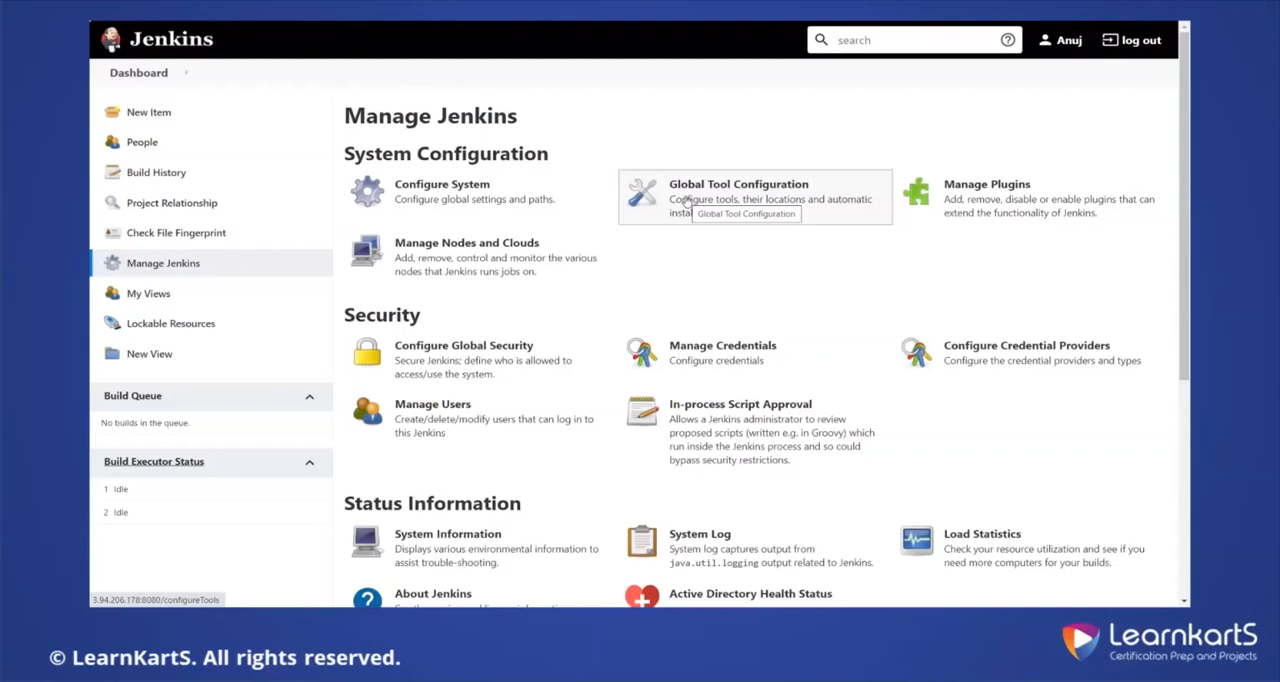 Jenkins
search
Anuj
log out
Dashboard
New Item
People
Build History
Project Relationship
Check File Fingerprint
Manage Jenkins
My Views
Lockable Resources
New View
Build Queue
No builds in the queue.
Build Executor Status
1 Idle
2 Idle
3.94.206.178:8080/configureTools
Manage Jenkins
System Configuration
Configure System
Configure global settings and paths.
Global Tool Configuration
Configure tools, their locations and automatic
Global Tool Configuration
Manage Plugins
Add, remove, disable or enable plugins that can
extend the functionality of Jenkins.
Manage Nodes and Clouds
Add, remove, control and monitor the various
nodes that Jenkins runs jobs on.
Security
Configure Global Security
Secure Jenkins; define who is allowed to
access/use the system.
Manage Credentials
Configure credentials
Configure Credential Providers
Configure the credential providers and types
Manage Users
Create/delete/modify users that can log in to
this Jenkins
In-process Script Approval
Allows a Jenkins administrator to review
proposed scripts (written e.g. in Groovy) which
run inside the Jenkins process and so could
bypass security restrictions.
Status Information
System Information
Displays various environmental information to
assist trouble-shooting.
System Log
System log captures output from
java.util.logging output related to Jenkins.
Load Statistics
Check your resource utilization and see if you
need more computers for your builds.
About Jenkins
Active Directory Health Status
© LearnKartS. All rights reserved.
LearnkartS
Certification Prep and Projects